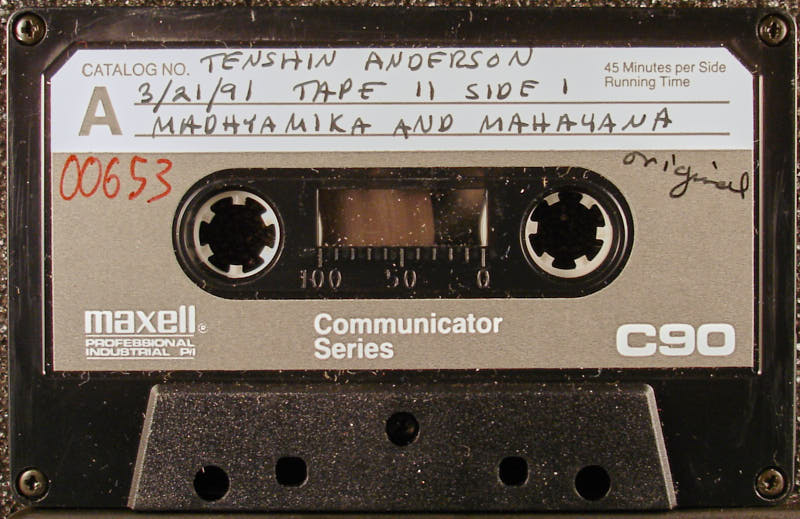 CATALOG NO. TENSHIN ANDERSON
45 Minutes per Side
Running Time
A
3/21/91 TAPE 11 SIDE 1
MADHYAMIKA AND MAHAYANA
00653
original
100 50 0
maxell®
PROFESSIONAL
INDUSTRIAL P/I
Communicator
Series
C90